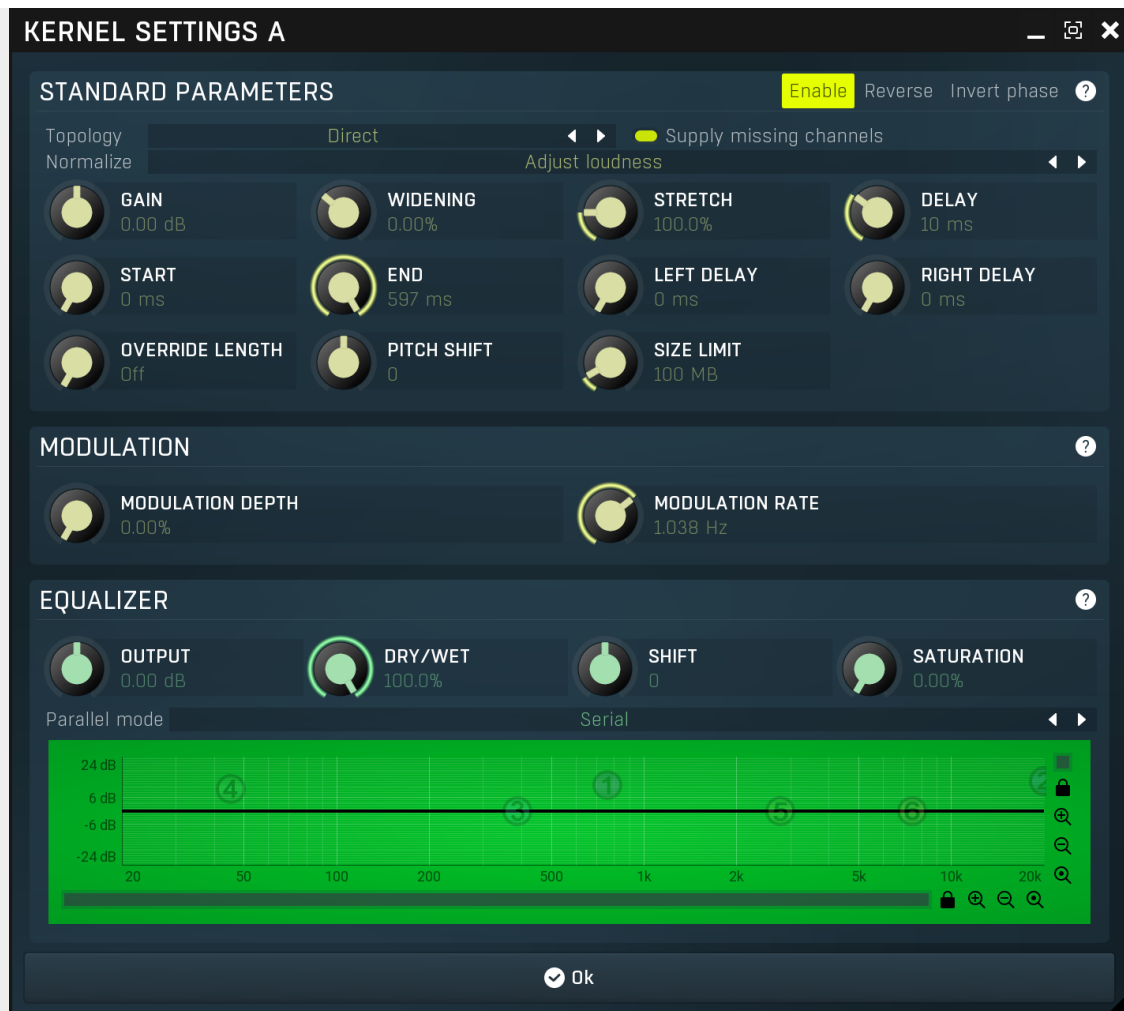 KERNEL SETTINGS A
STANDARD PARAMETERS Enable Reverse Invert phase ?
Topology Direct Supply missing channels
Normalize Adjust loudness
GAIN WIDENING STRETCH DELAY
0.00 dB 0.00% 100.0% 10 ms
START END LEFT DELAY RIGHT DELAY
0 ms 597 ms 0 ms 0 ms
OVERRIDE LENGTH PITCH SHIFT SIZE LIMIT
Off 0 100 MB
MODULATION ?
MODULATION DEPTH MODULATION RATE
0.00% 1.038 Hz
EQUALIZER ?
OUTPUT DRY/WET SHIFT SATURATION
0.00 dB 100.0% 0 0.00%
Parallel mode Serial
24 dB
4 1 2
6 dB
3 5 6
-6 dB
-24 dB
20 50 100 200 500 1k 2k 5k 10k 20k
Ok